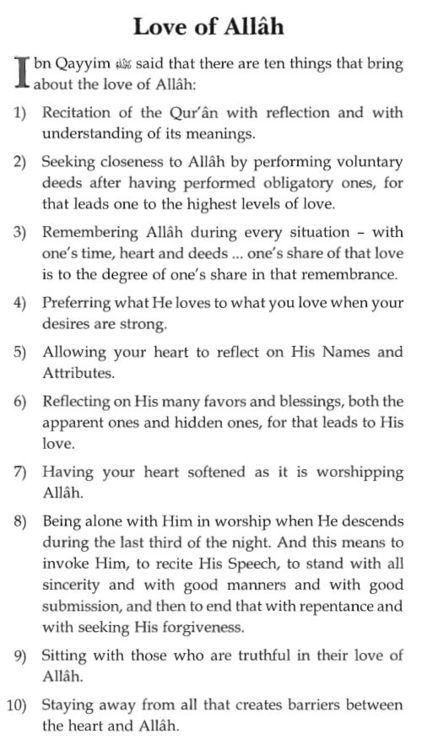 Love of Allâh
Ibn Qayyim said that there are ten things that bring
about the love of Allâh:
1) Recitation of the Qur'ân with reflection and with
understanding of its meanings.
2) Seeking closeness to Allâh by performing voluntary
deeds after having performed obligatory ones, for
that leads one to the highest levels of love.
3) Remembering Allâh during every situation – with
one's time, heart and deeds ... one's share of that love
is to the degree of one's share in that remembrance.
4) Preferring what He loves to what you love when your
desires are strong.
5) Allowing your heart to reflect on His Names and
Attributes.
6) Reflecting on His many favors and blessings, both the
apparent ones and hidden ones, for that leads to His
love.
7) Having your heart softened as it is worshipping
Allâh.
8) Being alone with Him in worship when He descends
during the last third of the night. And this means to
invoke Him, to recite His Speech, to stand with all
sincerity and with good manners and with good
submission, and then to end that with repentance and
with seeking His forgiveness.
9) Sitting with those who are truthful in their love of
Allâh.
10) Staying away from all that creates barriers between
the heart and Allâh.